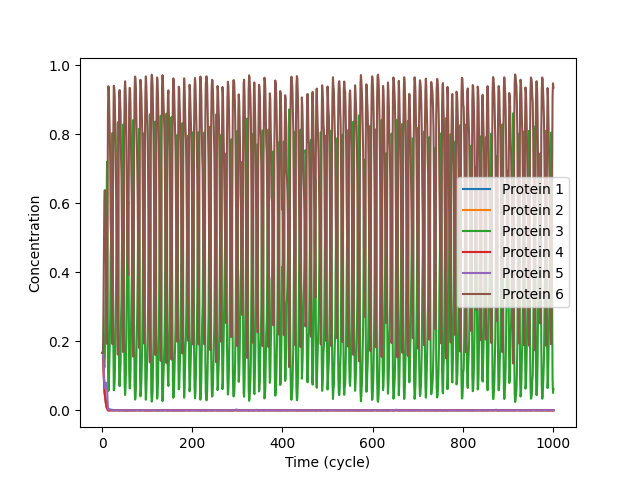 1.0
0.8
0.6
0.4
0.2
0.0
Concentration
0
200
400
600
800
1000
Time (cycle)
Protein 1
Protein 2
Protein 3
Protein 4
Protein 5
Protein 6